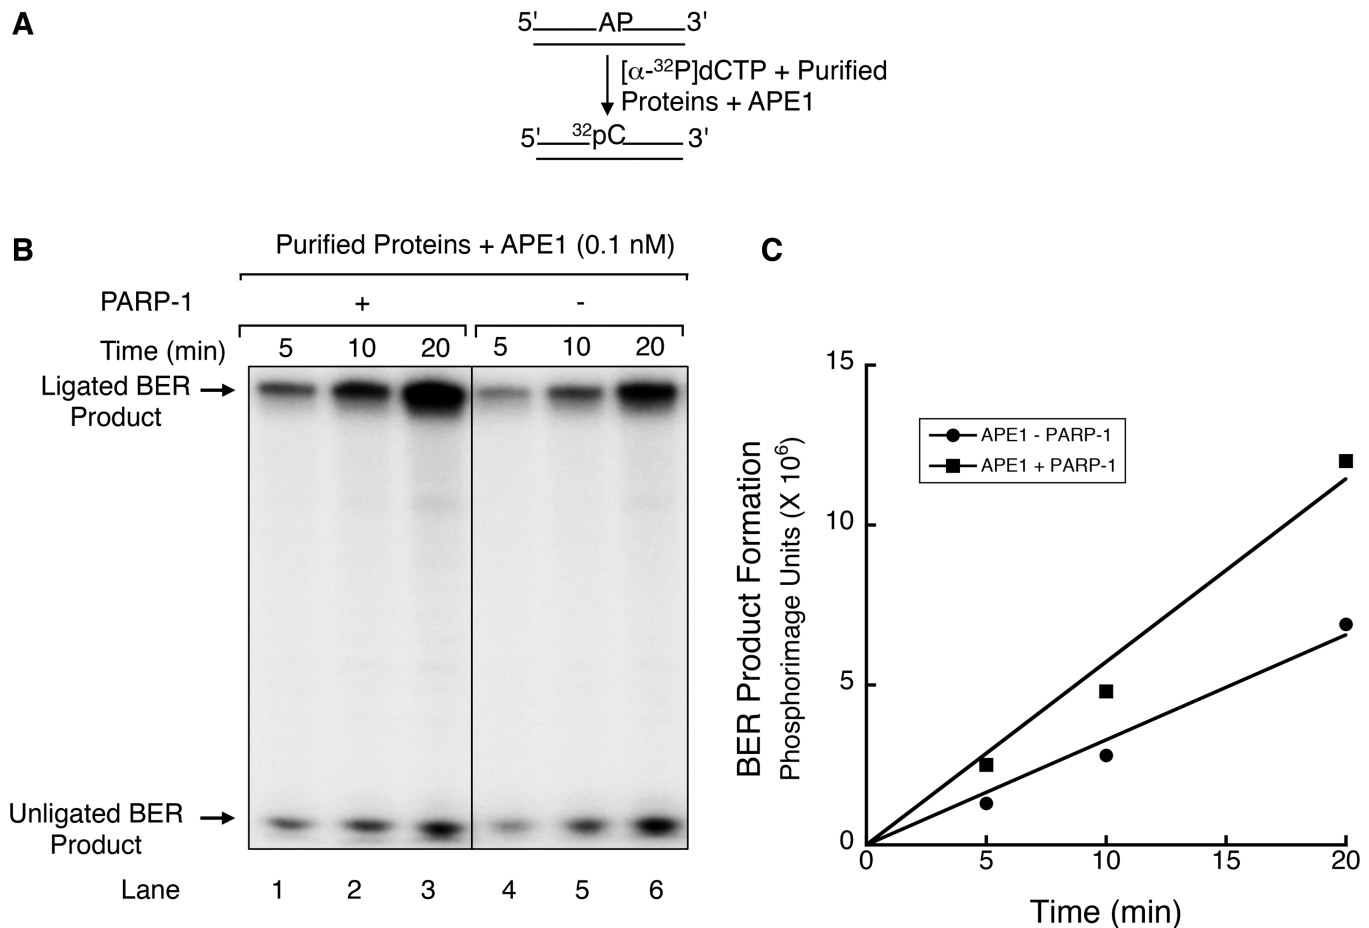 A
5' AP 3'
[α-³²P]dCTP + Purified
Proteins + APE1
5' ³²pC 3'
B
Purified Proteins + APE1 (0.1 nM)
PARP-1 + -
Time (min) 5 10 20 5 10 20
Ligated BER
Product
Unligated BER
Product
Lane 1 2 3 4 5 6
C
BER Product Formation
Phosphorimage Units (X 10⁶)
15
10
5
0
APE1 - PARP-1
APE1 + PARP-1
0 5 10 15 20
Time (min)